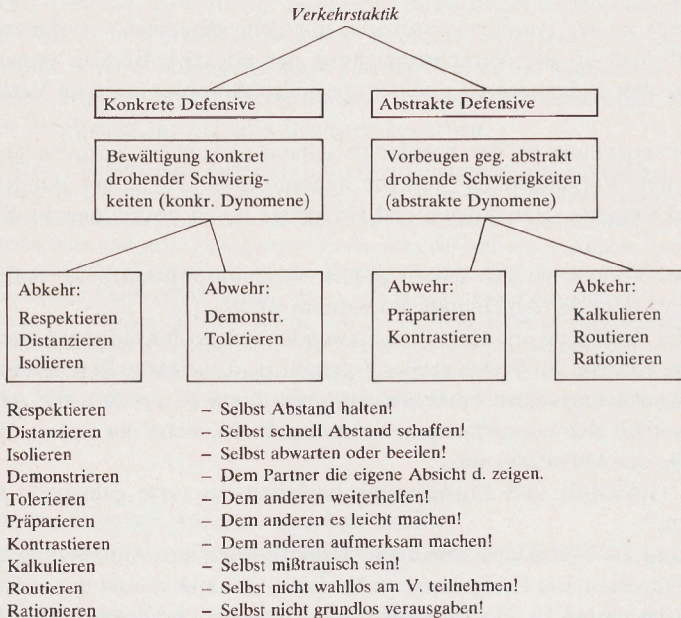 Verkehrstaktik
Konkrete Defensive
Abstrakte Defensive
Bewältigung konkret
drohender Schwierig-
keiten (konkr. Dynomene)
Vorbeugen geg. abstrakt
drohende Schwierigkeiten
(abstrakte Dynomene)
Abkehr:
Respektieren
Distanzieren
Isolieren
Abwehr:
Demonstr.
Tolerieren
Abwehr:
Präparieren
Kontrastieren
Abkehr:
Kalkulieren
Routieren
Rationieren
Respektieren – Selbst Abstand halten!
Distanzieren – Selbst schnell Abstand schaffen!
Isolieren – Selbst abwarten oder beeilen!
Demonstrieren – Dem Partner die eigene Absicht d. zeigen.
Tolerieren – Dem anderen weiterhelfen!
Präparieren – Dem anderen es leicht machen!
Kontrastieren – Dem anderen aufmerksam machen!
Kalkulieren – Selbst mißtrauisch sein!
Routieren – Selbst nicht wahllos am V. teilnehmen!
Rationieren – Selbst nicht grundlos verausgaben!